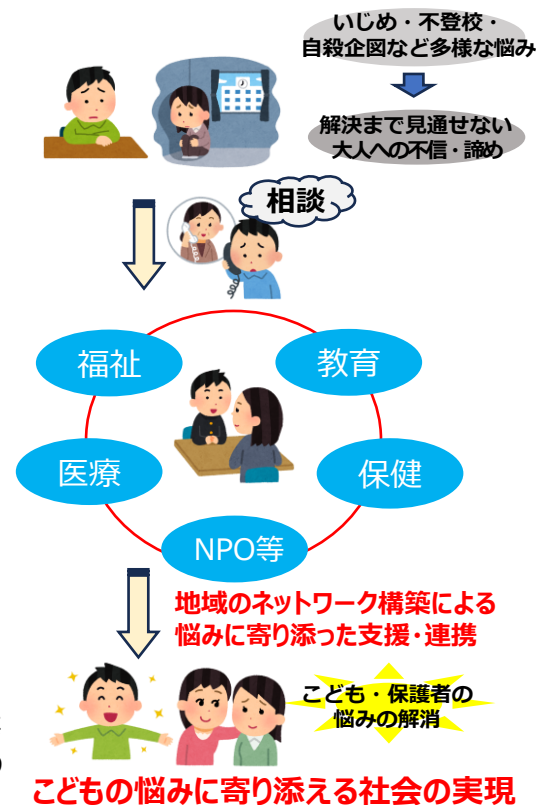 いじめ・不登校・
自殺企図など多様な悩み
解決まで見通せない
大人への不信・諦め
相談
福祉
教育
医療
保健
NPO等
地域のネットワーク構築による
悩みに寄り添った支援・連携
こども・保護者の
悩みの解消
こどもの悩みに寄り添える社会の実現